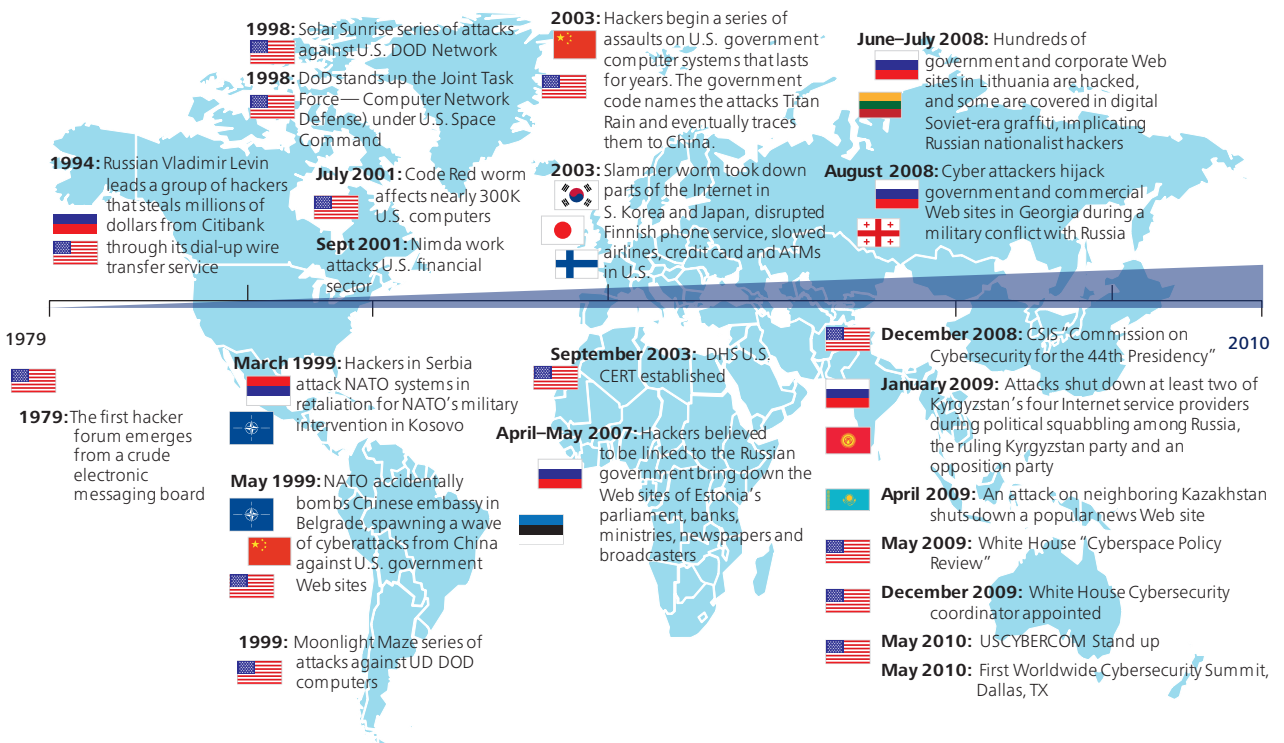 1998: Solar Sunrise series of attacks
against U.S. DOD Network
1998: DoD stands up the Joint Task
Force— Computer Network
Defense) under U.S. Space
Command
2003: Hackers begin a series of
assaults on U.S. government
computer systems that lasts
for years. The government
code names the attacks Titan
Rain and eventually traces
them to China.
June–July 2008: Hundreds of
government and corporate Web
sites in Lithuania are hacked,
and some are covered in digital
Soviet-era graffiti, implicating
Russian nationalist hackers
1994: Russian Vladimir Levin
leads a group of hackers
that steals millions of
dollars from Citibank
through its dial-up wire
transfer service
July 2001: Code Red worm
affects nearly 300K
U.S. computers
Sept 2001: Nimda work
attacks U.S. financial
sector
2003: Slammer worm took down
parts of the Internet in
S. Korea and Japan, disrupted
Finnish phone service, slowed
airlines, credit card and ATMs
in U.S.
August 2008: Cyber attackers hijack
government and commercial
Web sites in Georgia during a
military conflict with Russia
1979
2010
1979: The first hacker
forum emerges
from a crude
electronic
messaging board
March 1999: Hackers in Serbia
attack NATO systems in
retaliation for NATO's military
intervention in Kosovo
May 1999: NATO accidentally
bombs Chinese embassy in
Belgrade, spawning a wave
of cyberattacks from China
against U.S. government
Web sites
1999: Moonlight Maze series of
attacks against UD DOD
computers
September 2003: DHS U.S.
CERT established
April–May 2007: Hackers believed
to be linked to the Russian
government bring down the
Web sites of Estonia's
parliament, banks,
ministries, newspapers and
broadcasters
December 2008: CSIS "Commission on
Cybersecurity for the 44th Presidency"
January 2009: Attacks shut down at least two of
Kyrgyzstan's four Internet service providers
during political squabbling among Russia,
the ruling Kyrgyzstan party and an
opposition party
April 2009: An attack on neighboring Kazakhstan
shuts down a popular news Web site
May 2009: White House "Cyberspace Policy
Review"
December 2009: White House Cybersecurity
coordinator appointed
May 2010: USCYBERCOM Stand up
May 2010: First Worldwide Cybersecurity Summit,
Dallas, TX